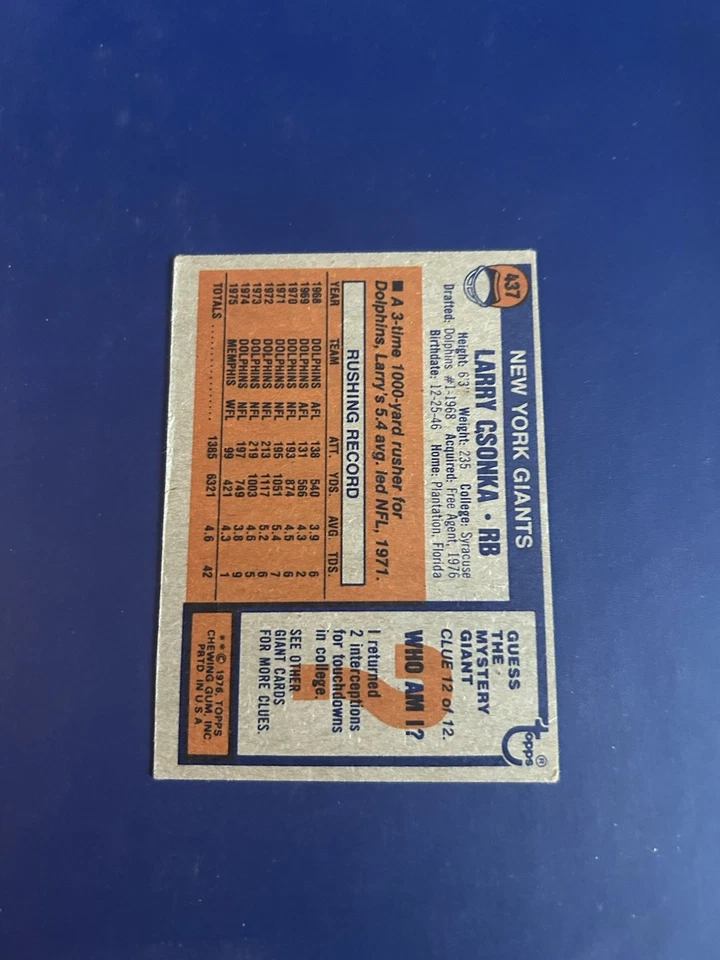 437
NEW YORK GIANTS
LARRY CSONKA • RB
Height: 6'3" Weight: 235 College: Syracuse
Drafted: Dolphins #1-1968 Acquired: Free Agent, 1976
Birthdate: 12-25-46 Home: Plantation, Florida
■ A 3-time 1000-yard rusher for
Dolphins, Larry's 5.4 avg. led NFL, 1971.
RUSHING RECORD
YEAR TEAM ATT. YDS. AVG. TDS.
1968 DOLPHINS AFL 138 540 3.9 6
1969 DOLPHINS AFL 131 566 4.3 2
1970 DOLPHINS NFL 193 874 4.5 6
1971 DOLPHINS NFL 195 1051 5.4 7
1972 DOLPHINS NFL 213 1117 5.2 6
1973 DOLPHINS NFL 219 1003 4.6 5
1974 DOLPHINS NFL 197 749 3.8 9
1975 MEMPHIS WFL 99 421 4.3 1
TOTALS .......... 1385 6321 4.6 42
Topps®
GUESS
THE
MYSTERY
GIANT
CLUE 12 of 12.
WHO AM I?
I returned
2 interceptions
for touchdowns
in college.
SEE OTHER
GIANT CARDS
FOR MORE CLUES.
**© 1976, TOPPS
CHEWING GUM, INC.
PRTD. IN U S A